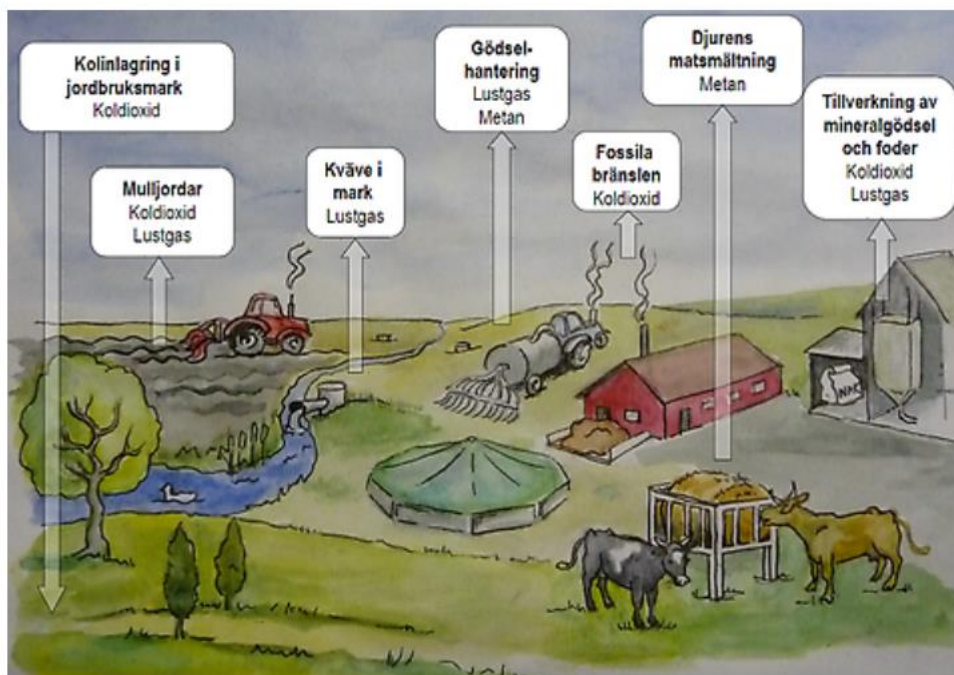 Kolinlagring i
jordbruksmark
Koldioxid
Mulljordar
Koldioxid
Lustgas
Kväve i
mark
Lustgas
Gödsel-
hantering
Lustgas
Metan
Fossila
bränslen
Koldioxid
Djurens
matsmältning
Metan
Tillverkning av
mineralgödsel
och foder
Koldioxid
Lustgas